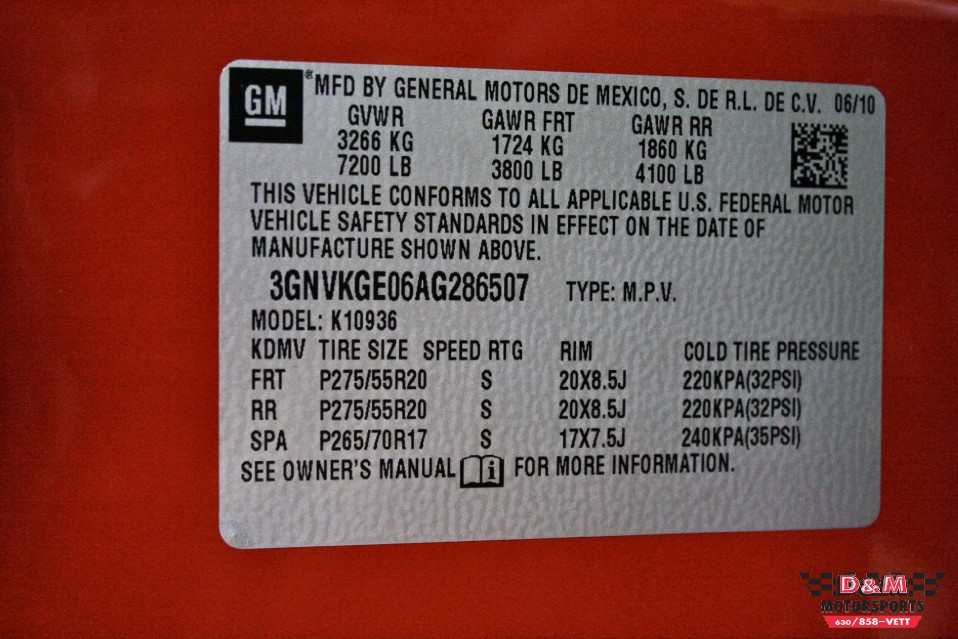 GM
® MFD BY GENERAL MOTORS DE MEXICO, S. DE R.L. DE C.V. 06/10
GVWR GAWR FRT GAWR RR
3266 KG 1724 KG 1860 KG
7200 LB 3800 LB 4100 LB
THIS VEHICLE CONFORMS TO ALL APPLICABLE U.S. FEDERAL MOTOR
VEHICLE SAFETY STANDARDS IN EFFECT ON THE DATE OF
MANUFACTURE SHOWN ABOVE.
3GNVKGE06AG286507 TYPE: M.P.V.
MODEL: K10936
KDMV TIRE SIZE SPEED RTG RIM COLD TIRE PRESSURE
FRT P275/55R20 S 20X8.5J 220KPA(32PSI)
RR P275/55R20 S 20X8.5J 220KPA(32PSI)
SPA P265/70R17 S 17X7.5J 240KPA(35PSI)
SEE OWNER'S MANUAL i FOR MORE INFORMATION.
D&M
MOTORSPORTS
630/858-VETT